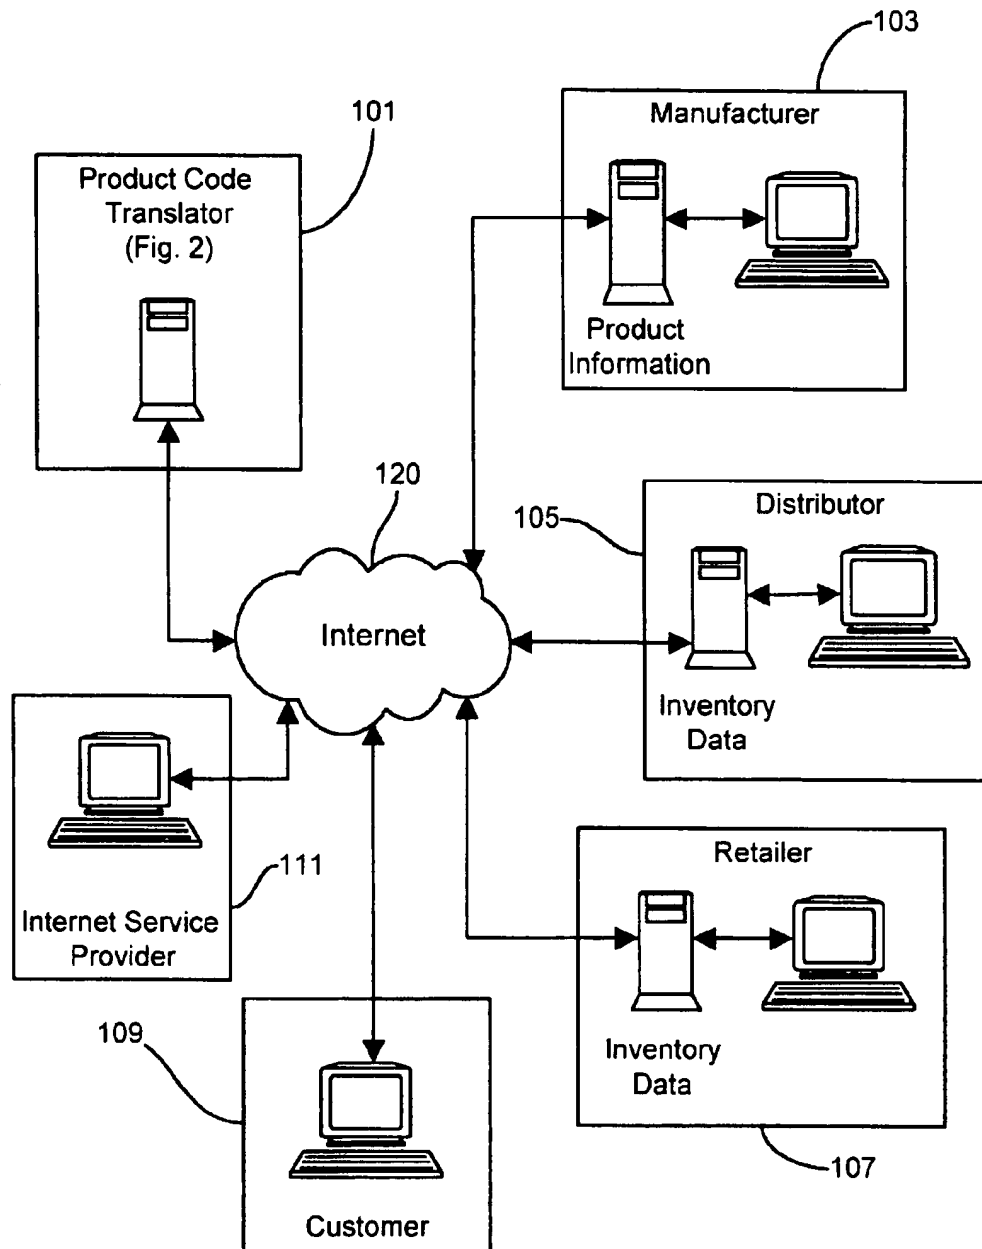 103
Manufacturer
101
Product Code
Translator
(Fig. 2)
Product
Information
120
105
Distributor
Internet
Inventory
Data
111
Internet Service
Provider
Retailer
109
Inventory
Data
107
Customer